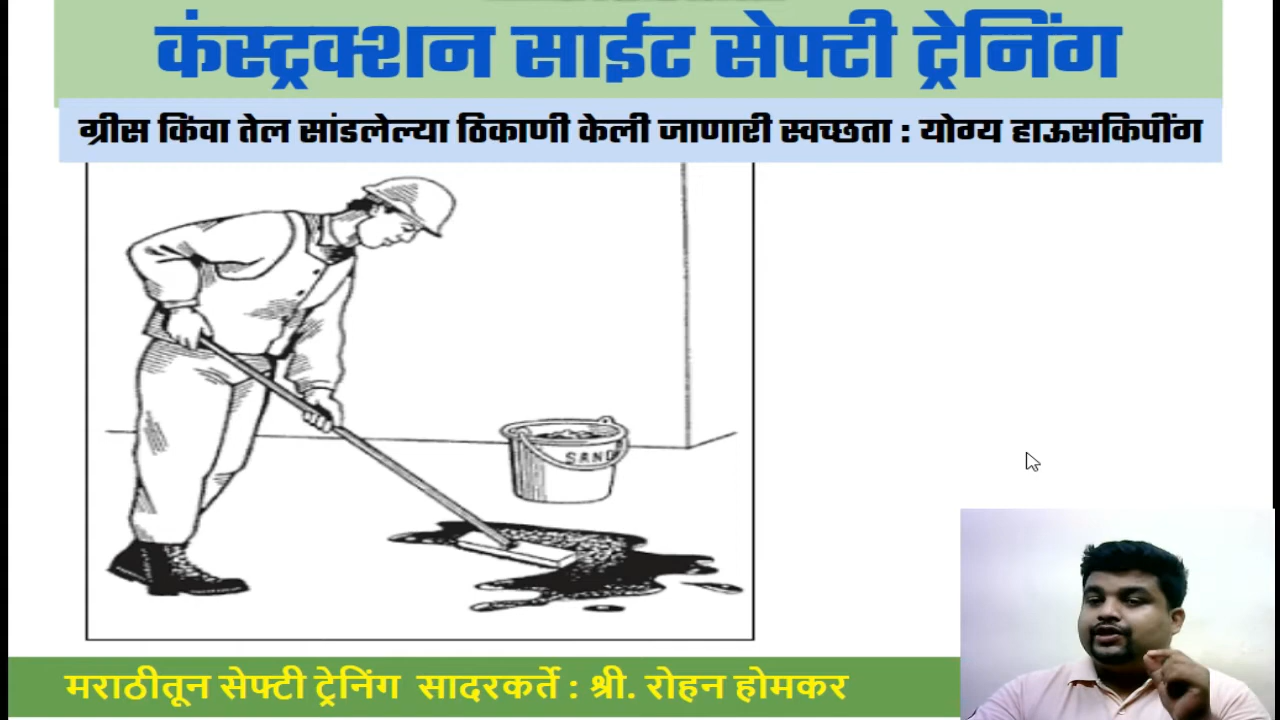 कंस्ट्रक्शन साईट सेफ्टी ट्रेनिंग
ग्रीस किंवा तेल सांडलेल्या ठिकाणी केली जाणारी स्वच्छता : योग्य हाऊसकिपींग
SAND
मराठीतून सेफ्टी ट्रेनिंग सादरकर्ते : श्री. रोहन होमकर